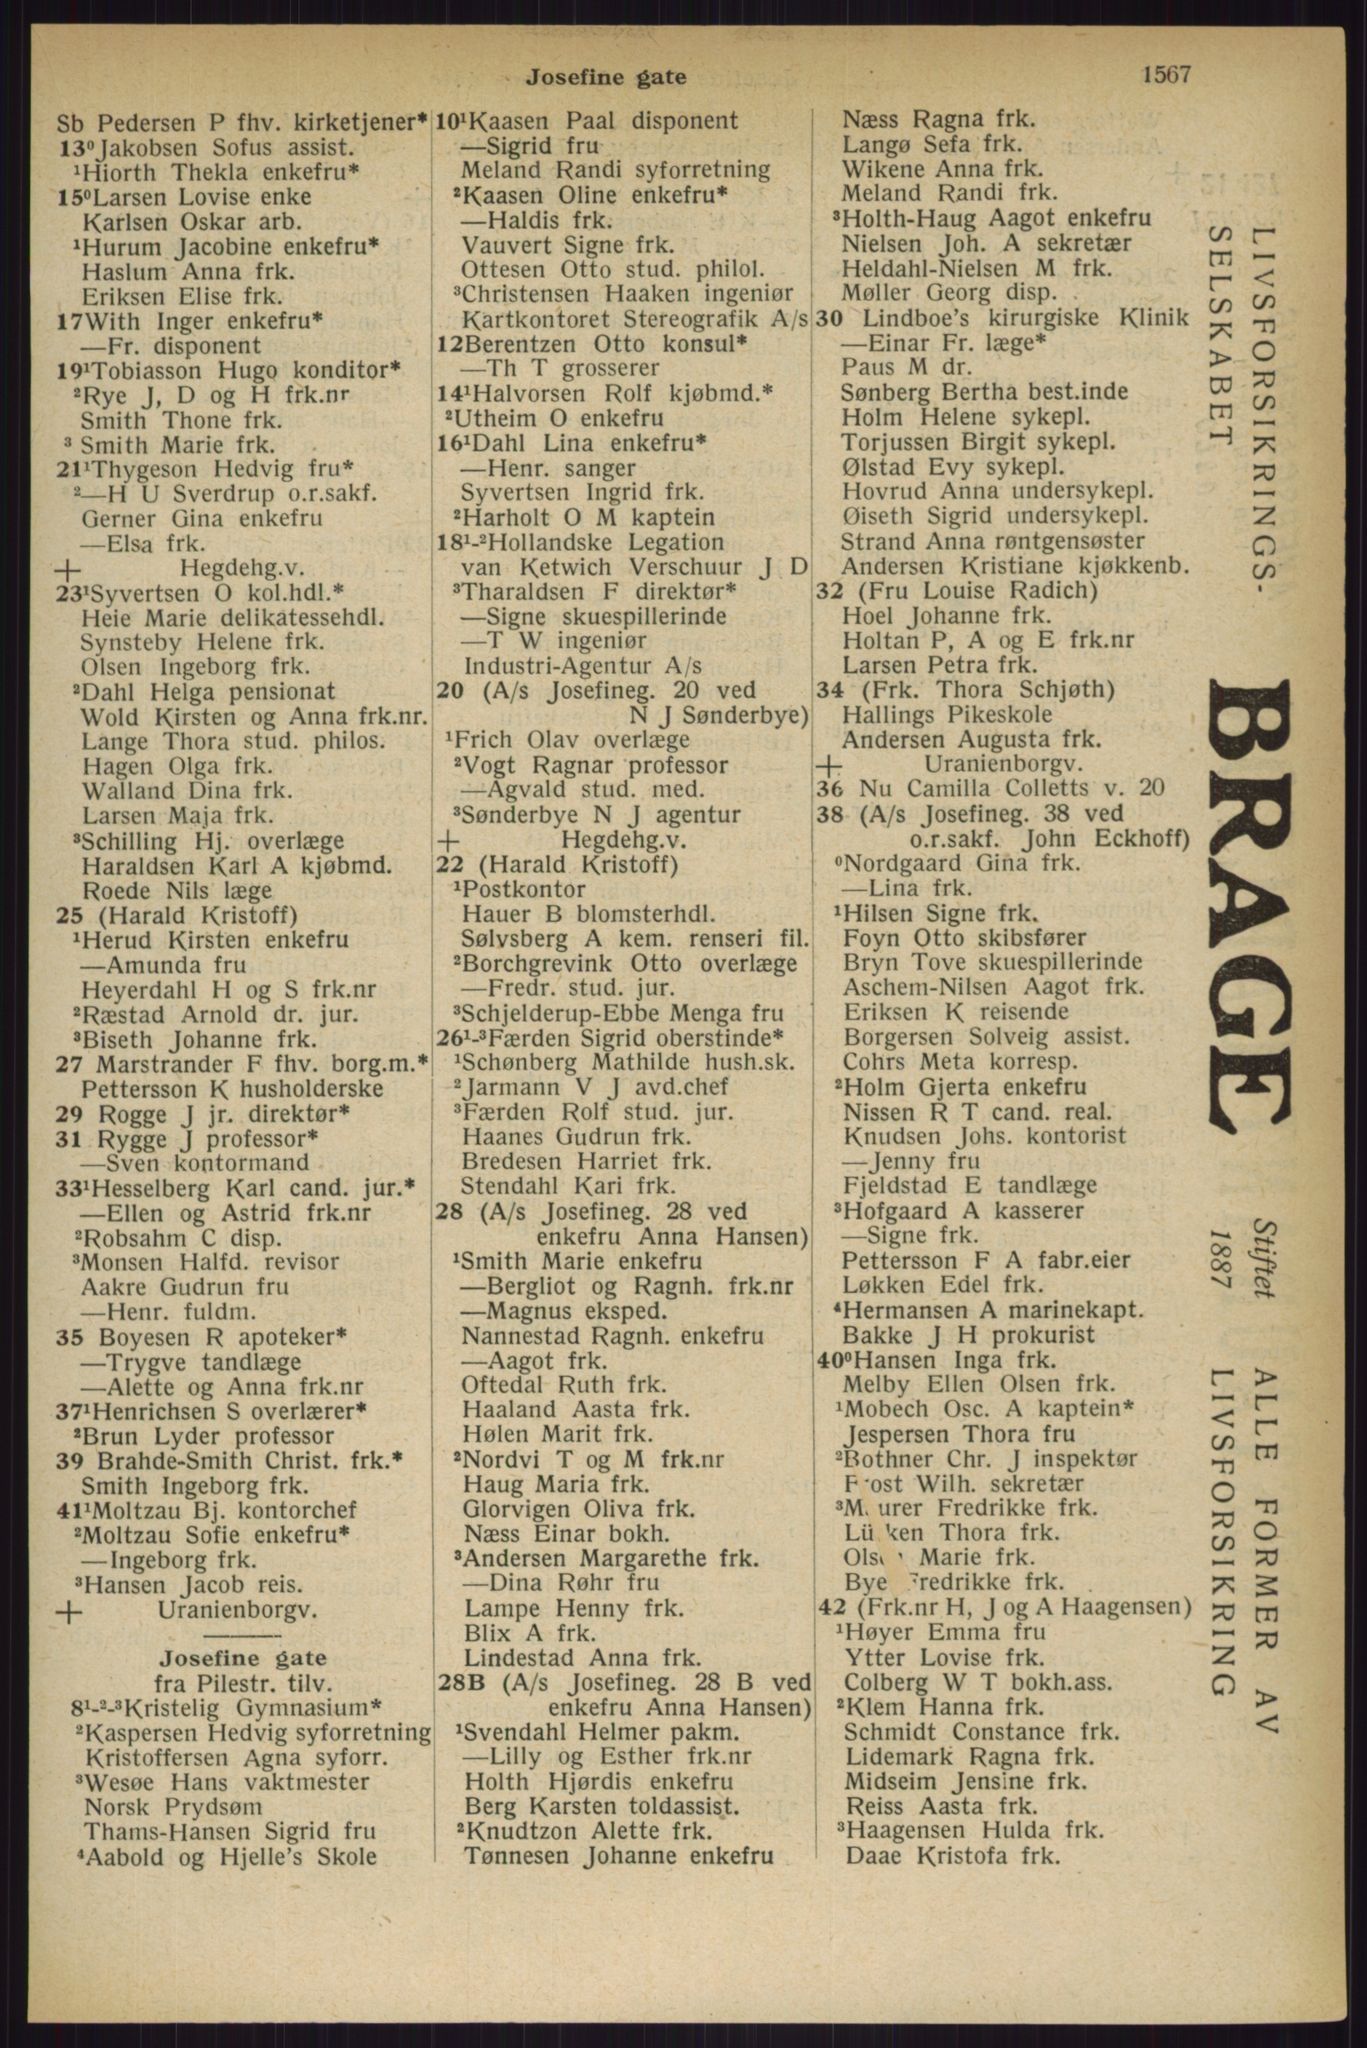 Josefine gate
1567
Sb Pedersen P fhv. kirketjener*
13⁰Jakobsen Sofus assist.
¹Hiorth Thekla enkefru*
15⁰Larsen Lovise enke
Karlsen Oskar arb.
¹Hurum Jacobine enkefru*
Haslum Anna frk.
Eriksen Elise frk.
17With Inger enkefru*
—Fr. disponent
19¹Tobiasson Hugo konditor*
²Rye J, D og H frk.nr
Smith Thone frk.
³ Smith Marie frk.
21¹Thygeson Hedvig fru*
²—H U Sverdrup o.r.sakf.
Gerner Gina enkefru
—Elsa frk.
+ Hegdehg.v.
23¹Syvertsen O kol.hdl.*
Heie Marie delikatessehdl.
Synsteby Helene frk.
Olsen Ingeborg frk.
²Dahl Helga pensionat
Wold Kirsten og Anna frk.nr.
Lange Thora stud. philos.
Hagen Olga frk.
Walland Dina frk.
Larsen Maja frk.
³Schilling Hj. overlæge
Haraldsen Karl A kjøbmd.
Roede Nils læge
25 (Harald Kristoff)
¹Herud Kirsten enkefru
—Amunda fru
Heyerdahl H og S frk.nr
²Ræstad Arnold dr. jur.
³Biseth Johanne frk.
27 Marstrander F fhv. borg.m.*
Pettersson K husholderske
29 Rogge J jr. direktør*
31 Rygge J professor*
—Sven kontormand
33¹Hesselberg Karl cand. jur.*
—Ellen og Astrid frk.nr
²Robsahm C disp.
³Monsen Halfd. revisor
Aakre Gudrun fru
—Henr. fuldm.
35 Boyesen R apoteker*
—Trygve tandlæge
—Alette og Anna frk.nr
37¹Henrichsen S overlærer*
²Brun Lyder professor
39 Brahde-Smith Christ. frk.*
Smith Ingeborg frk.
41¹Moltzau Bj. kontorchef
²Moltzau Sofie enkefru*
—Ingeborg frk.
³Hansen Jacob reis.
+ Uranienborgv.
Josefine gate
fra Pilestr. tilv.
8¹-²-³Kristelig Gymnasium*
²Kaspersen Hedvig syforretning
Kristoffersen Agna syforr.
³Wesøe Hans vaktmester
Norsk Prydsøm
Thams-Hansen Sigrid fru
⁴Aabold og Hjelle's Skole
10¹Kaasen Paal disponent
—Sigrid fru
Meland Randi syforretning
²Kaasen Oline enkefru*
—Haldis frk.
Vauvert Signe frk.
Ottesen Otto stud. philol.
³Christensen Haaken ingeniør
Kartkontoret Stereografik A/s
12Berentzen Otto konsul*
—Th T grosserer
14¹Halvorsen Rolf kjøbmd.*
²Utheim O enkefru
16¹Dahl Lina enkefru*
—Henr. sanger
Syvertsen Ingrid frk.
²Harholt O M kaptein
18¹-²Hollandske Legation
van Ketwich Verschuur J D
³Tharaldsen F direktør*
—Signe skuespillerinde
—T W ingeniør
Industri-Agentur A/s
20 (A/s Josefineg. 20 ved
N J Sønderbye)
¹Frich Olav overlæge
²Vogt Ragnar professor
—Agvald stud. med.
³Sønderbye N J agentur
+ Hegdehg.v.
22 (Harald Kristoff)
¹Postkontor
Hauer B blomsterhdl.
Sølvsberg A kem. renseri fil.
²Borchgrevink Otto overlæge
—Fredr. stud. jur.
³Schjelderup-Ebbe Menga fru
26¹-³Færden Sigrid oberstinde*
¹Schønberg Mathilde hush.sk.
²Jarmann V J avd.chef
³Færden Rolf stud. jur.
Haanes Gudrun frk.
Bredesen Harriet frk.
Stendahl Kari frk.
28 (A/s Josefineg. 28 ved
enkefru Anna Hansen)
¹Smith Marie enkefru
—Bergliot og Ragnh. frk.nr
—Magnus eksped.
Nannestad Ragnh. enkefru
—Aagot frk.
Oftedal Ruth frk.
Haaland Aasta frk.
Hølen Marit frk.
²Nordvi T og M frk.nr
Haug Maria frk.
Glorvigen Oliva frk.
Næss Einar bokh.
³Andersen Margarethe frk.
—Dina Røhr fru
Lampe Henny frk.
Blix A frk.
Lindestad Anna frk.
28B (A/s Josefineg. 28 B ved
enkefru Anna Hansen)
¹Svendahl Helmer pakm.
—Lilly og Esther frk.nr
Holth Hjørdis enkefru
Berg Karsten toldassist.
²Knudtzon Alette frk.
Tønnesen Johanne enkefru
Næss Ragna frk.
Langø Sefa frk.
Wikene Anna frk.
Meland Randi frk.
³Holth-Haug Aagot enkefru
Nielsen Joh. A sekretær
Heldahl-Nielsen M frk.
Møller Georg disp.
30 Lindboe's kirurgiske Klinik
—Einar Fr. læge*
Paus M dr.
Sønberg Bertha best.inde
Holm Helene sykepl.
Torjussen Birgit sykepl.
Ølstad Evy sykepl.
Hovrud Anna undersykepl.
Øiseth Sigrid undersykepl.
Strand Anna røntgensøster
Andersen Kristiane kjøkkenb.
32 (Fru Louise Radich)
Hoel Johanne frk.
Holtan P, A og E frk.nr
Larsen Petra frk.
34 (Frk. Thora Schjøth)
Hallings Pikeskole
Andersen Augusta frk.
+ Uranienborgv.
36 Nu Camilla Colletts v. 20
38 (A/s Josefineg. 38 ved
o.r.sakf. John Eckhoff)
⁰Nordgaard Gina frk.
—Lina frk.
¹Hilsen Signe frk.
Foyn Otto skibsfører
Bryn Tove skuespillerinde
Aschem-Nilsen Aagot frk.
Eriksen K reisende
Borgersen Solveig assist.
Cohrs Meta korresp.
²Holm Gjerta enkefru
Nissen R T cand. real.
Knudsen Johs. kontorist
—Jenny fru
Fjeldstad E tandlæge
³Hofgaard A kasserer
—Signe frk.
Pettersson F A fabr.eier
Løkken Edel frk.
⁴Hermansen A marinekapt.
Bakke J H prokurist
40⁰Hansen Inga frk.
Melby Ellen Olsen frk.
¹Mobech Osc. A kaptein*
Jespersen Thora fru
²Bothner Chr. J inspektør
Wilh. sekretær
Fredrikke frk.
Thora frk.
Marie frk.
Bye Fredrikke frk.
42 (Frk.nr H, J og A Haagensen)
¹Høyer Emma fru
Ytter Lovise frk.
Colberg W T bokh.ass.
²Klem Hanna frk.
Schmidt Constance frk.
Lidemark Ragna frk.
Midseim Jensine frk.
Reiss Aasta frk.
³Haagensen Hulda frk.
Daae Kristofa frk.
LIVSFORSIKRINGS-
SELSKABET
BRAGE
Stiftet
1887
ALLE FORMER AV
LIVSFORSIKRING